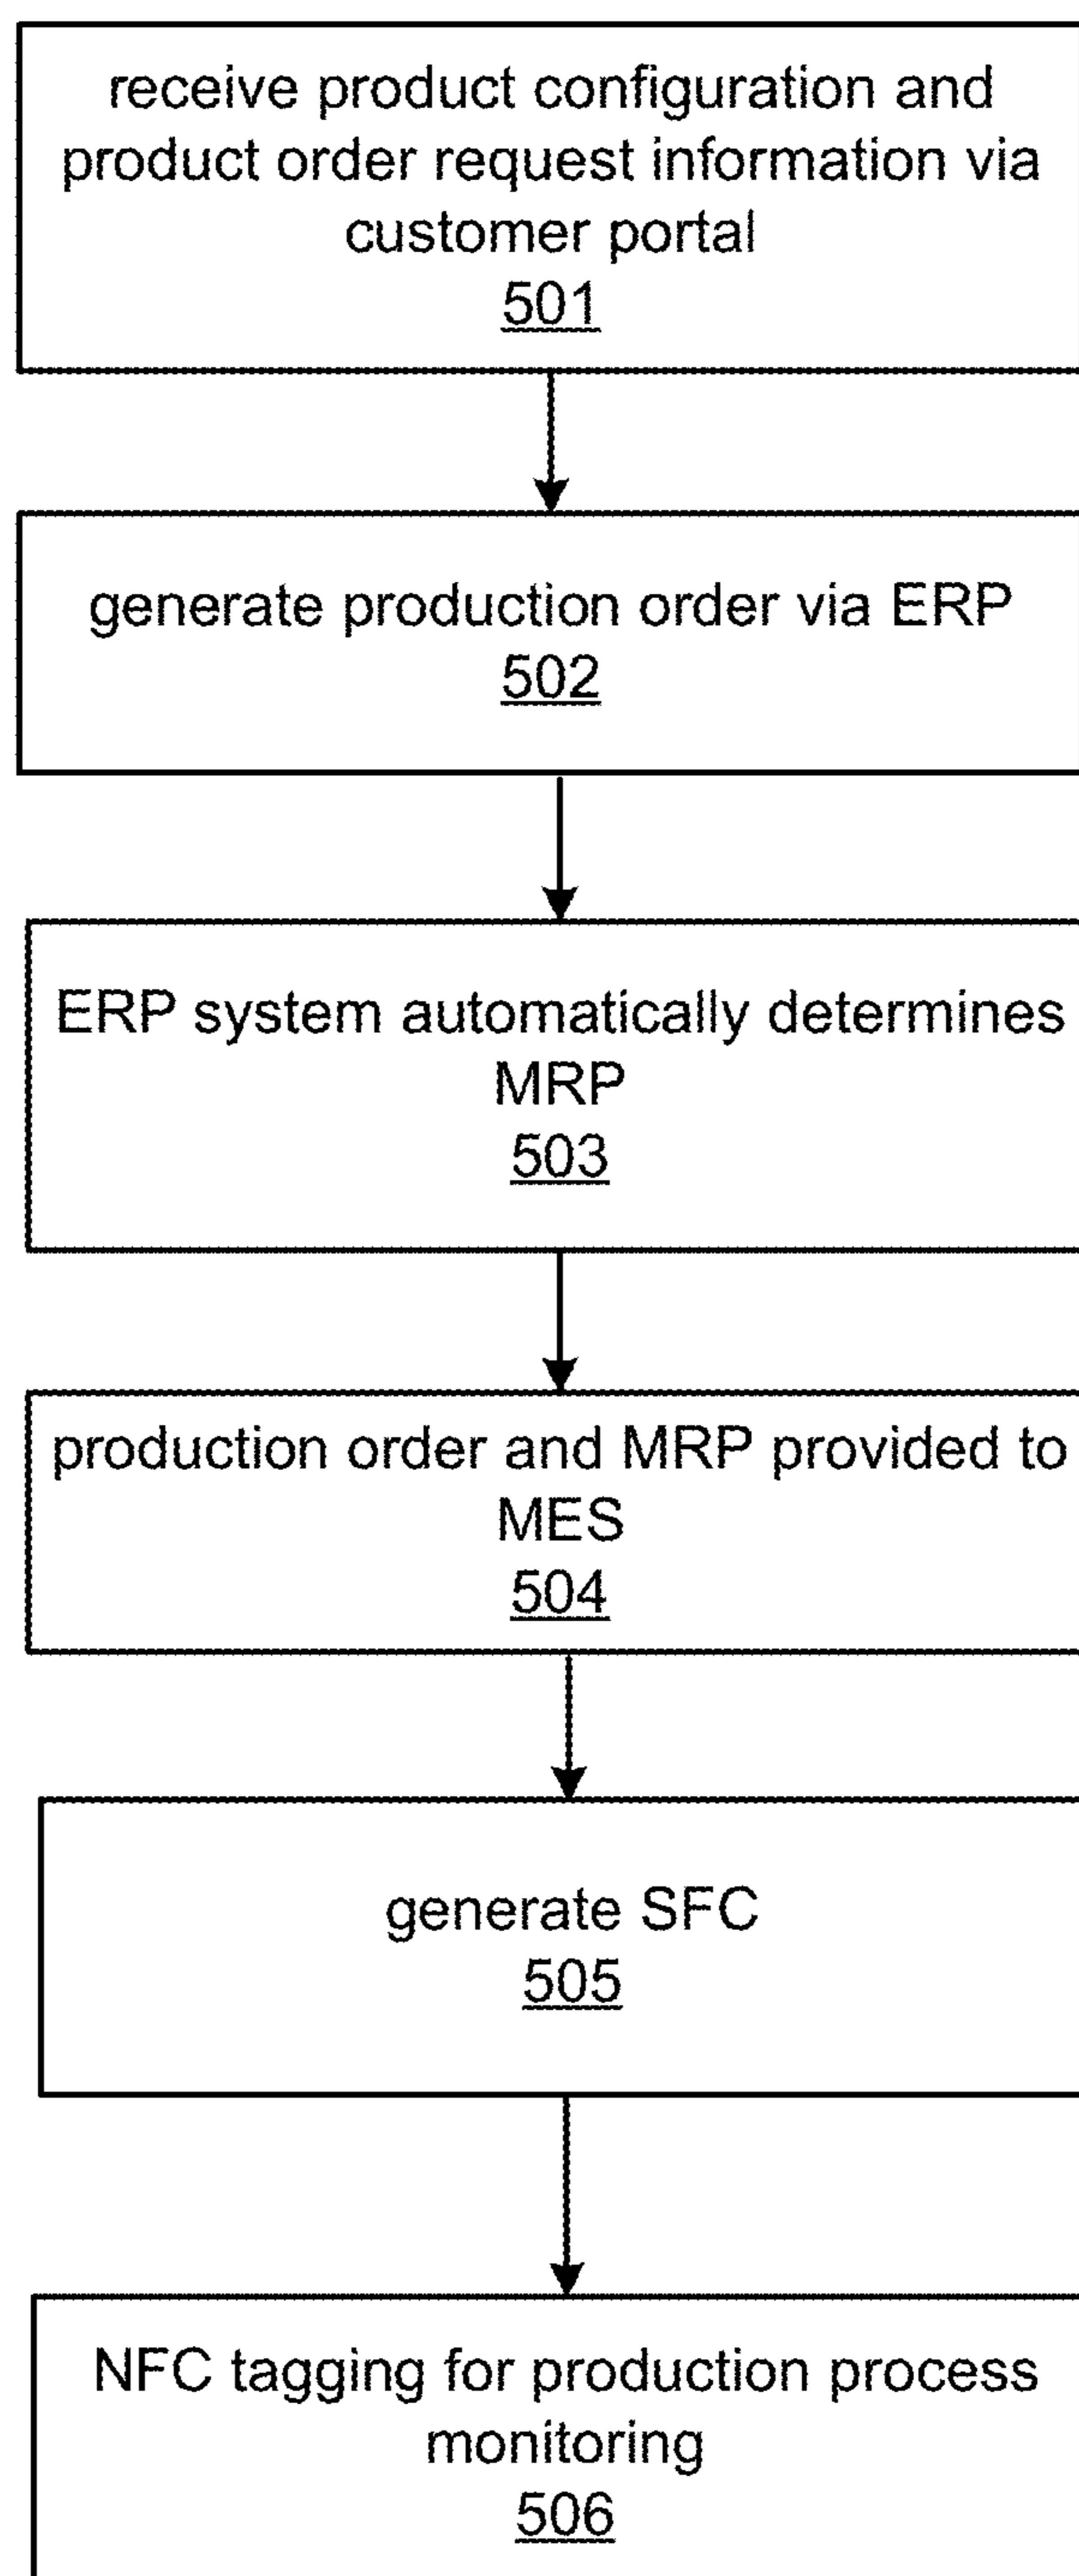 receive product configuration and
product order request information via
customer portal
501
generate production order via ERP
502
ERP system automatically determines
MRP
503
production order and MRP provided to
MES
504
generate SFC
505
NFC tagging for production process
monitoring
506